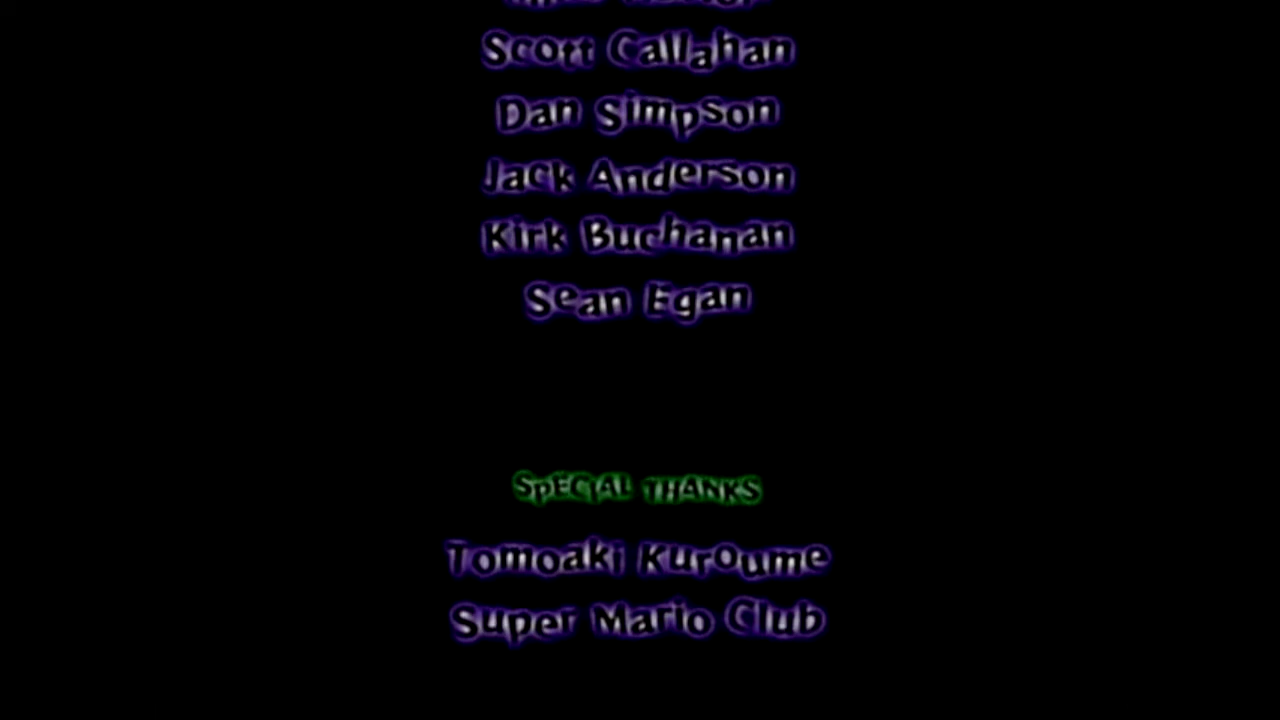 Scott Callahan
Dan Simpson
Jack Anderson
Kirk Buchanan
Sean Egan
SpECIAL THANKS
Tomoaki Kuroume
Super Mario Club